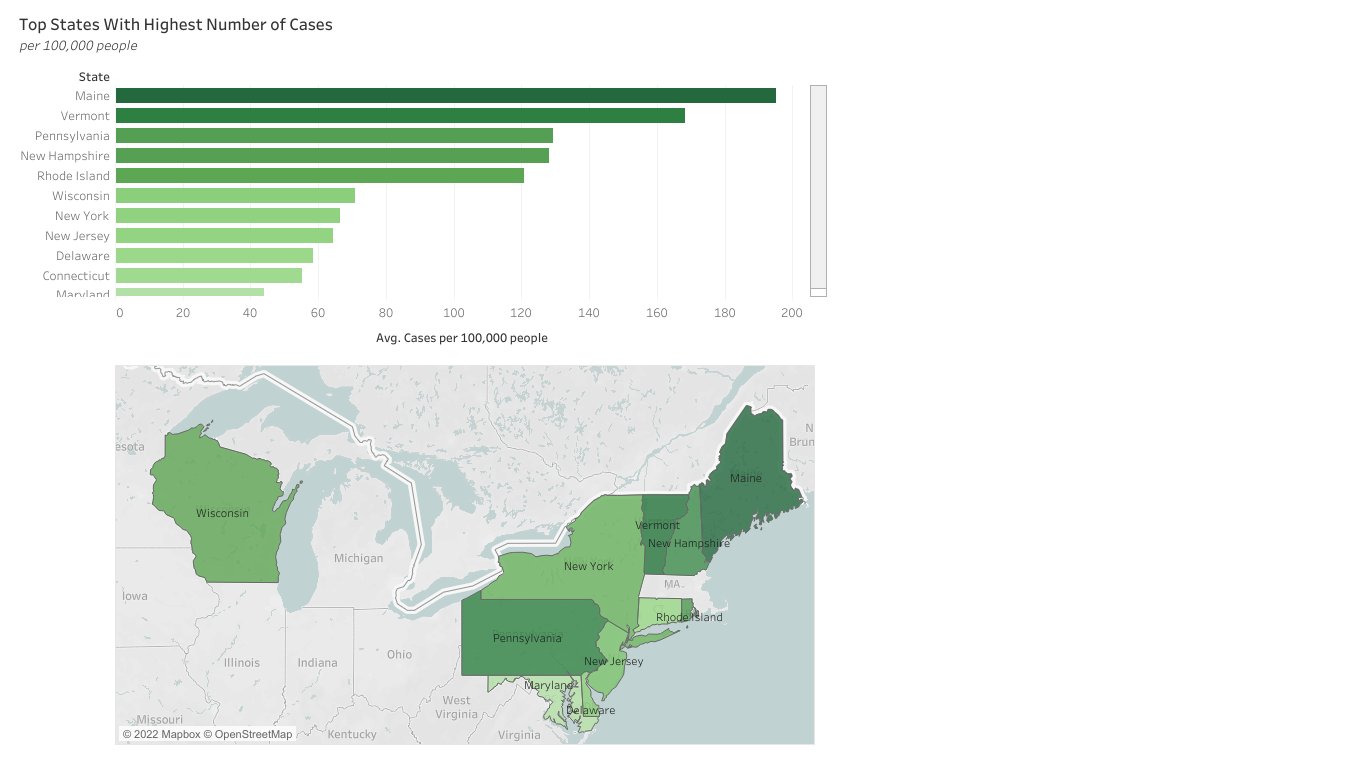 Top States With Highest Number of Cases
per 100,000 people
State
Maine
Vermont
Pennsylvania
New Hampshire
Rhode Island
Wisconsin
New York
New Jersey
Delaware
Connecticut
Maryland
0 20 40 60 80 100 120 140 160 180 200
Avg. Cases per 100,000 people
N
Brun
esota
Maine
Wisconsin
Vermont
New Hampshire
Michigan
New York
MA
Iowa
Rhode Island
Pennsylvania
Ohio
Illinois
Indiana
New Jersey
Maryland
West
Virginia
Delaware
Missouri
Kentucky
Virginia
© 2022 Mapbox © OpenStreetMap